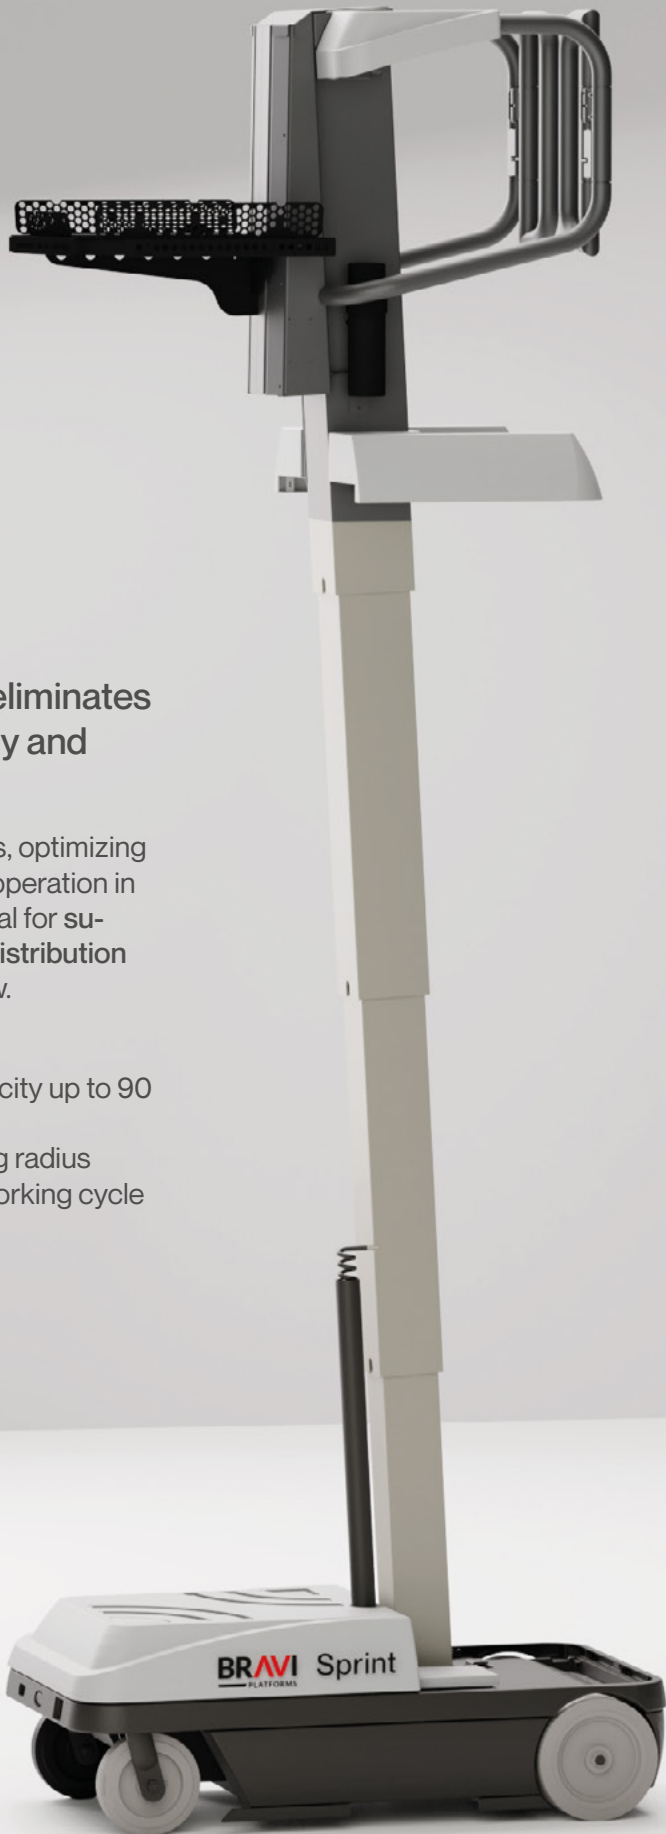 eliminates
y and
s, optimizing
operation in
al for su-
istribution
w.
city up to 90
g radius
orking cycle
BRAVI Sprint
PLATFORMS